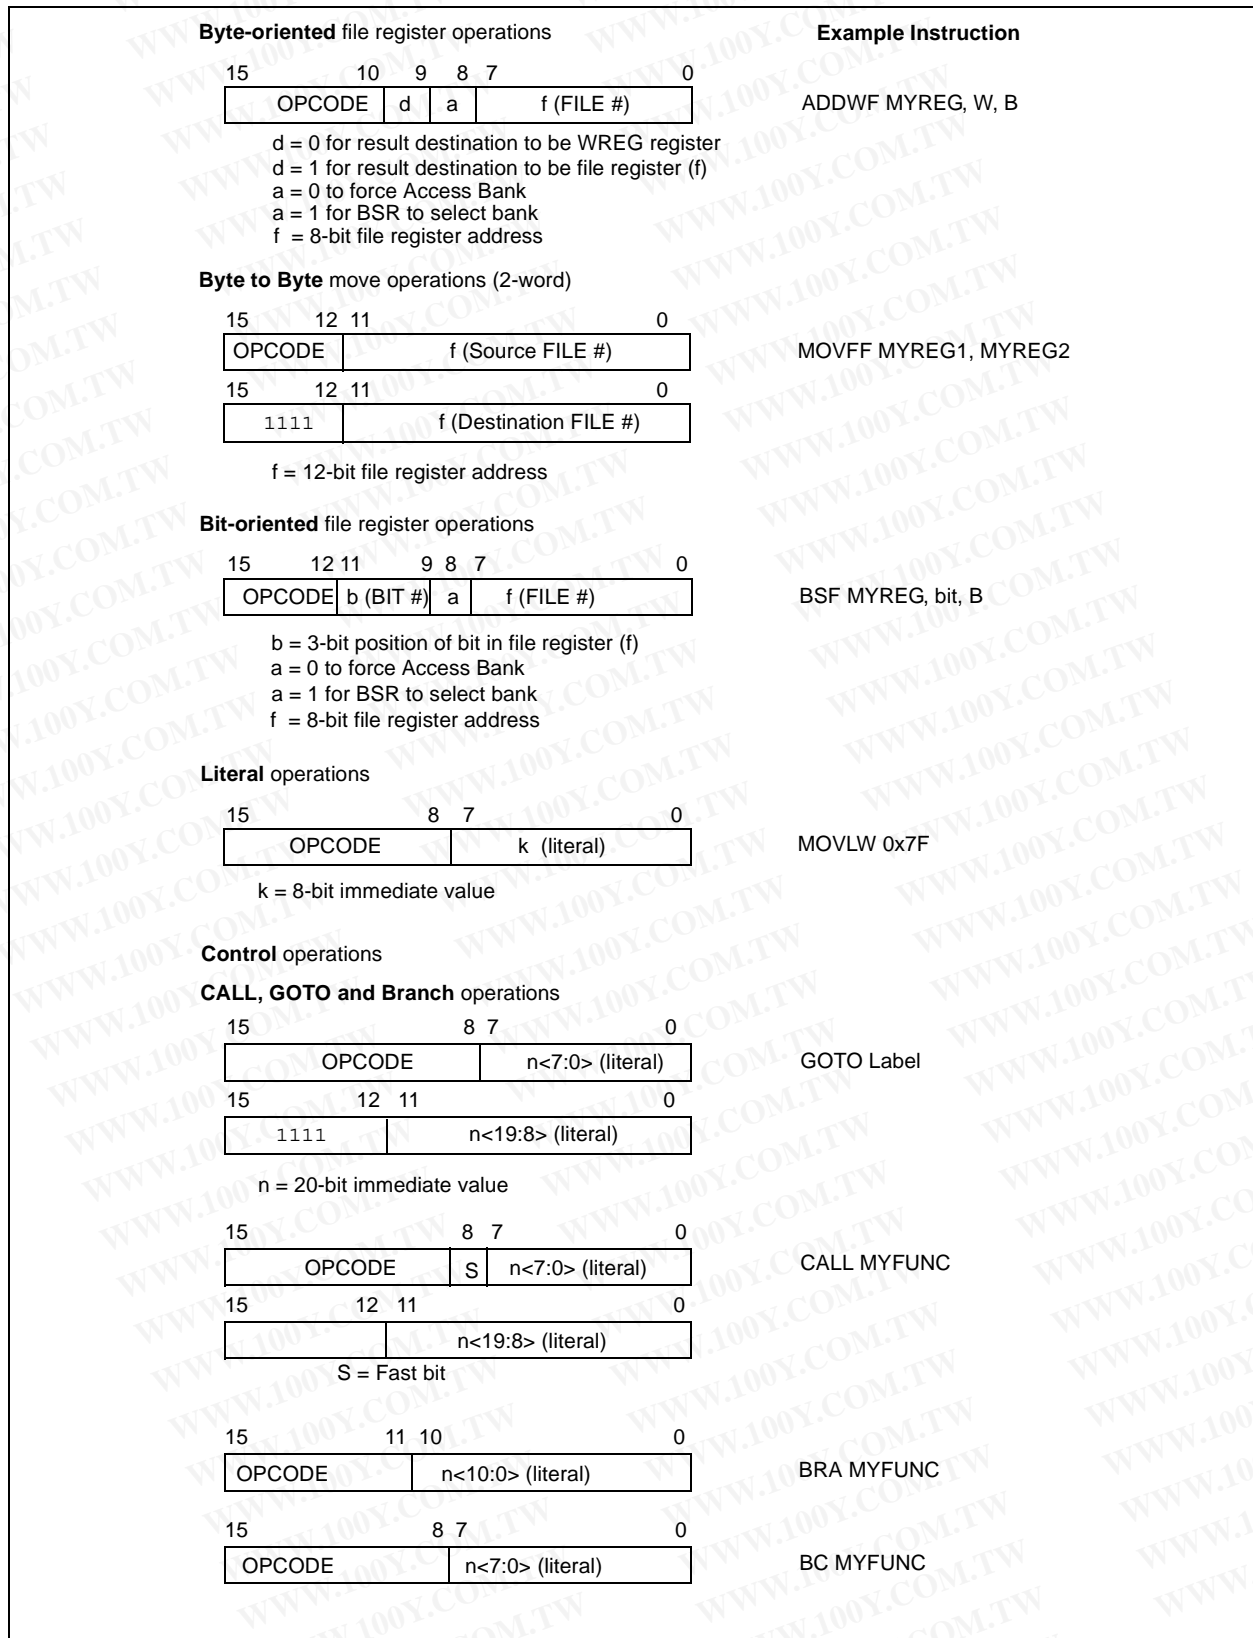 Byte-oriented file register operations Example Instruction
15 10 9 8 7 0
OPCODE d a f (FILE #) ADDWF MYREG, W, B
d = 0 for result destination to be WREG register
d = 1 for result destination to be file register (f)
a = 0 to force Access Bank
a = 1 for BSR to select bank
f = 8-bit file register address
Byte to Byte move operations (2-word)
15 12 11 0
OPCODE f (Source FILE #) MOVFF MYREG1, MYREG2
15 12 11 0
1111 f (Destination FILE #)
f = 12-bit file register address
Bit-oriented file register operations
15 12 11 9 8 7 0
OPCODE b (BIT #) a f (FILE #) BSF MYREG, bit, B
b = 3-bit position of bit in file register (f)
a = 0 to force Access Bank
a = 1 for BSR to select bank
f = 8-bit file register address
Literal operations
15 8 7 0
OPCODE k (literal) MOVLW 0x7F
k = 8-bit immediate value
Control operations
CALL, GOTO and Branch operations
15 8 7 0
OPCODE n<7:0> (literal) GOTO Label
15 12 11 0
1111 n<19:8> (literal)
n = 20-bit immediate value
15 8 7 0
OPCODE S n<7:0> (literal) CALL MYFUNC
15 12 11 0
n<19:8> (literal)
S = Fast bit
15 11 10 0
OPCODE n<10:0> (literal) BRA MYFUNC
15 8 7 0
OPCODE n<7:0> (literal) BC MYFUNC
WWW.100Y.COM.TW